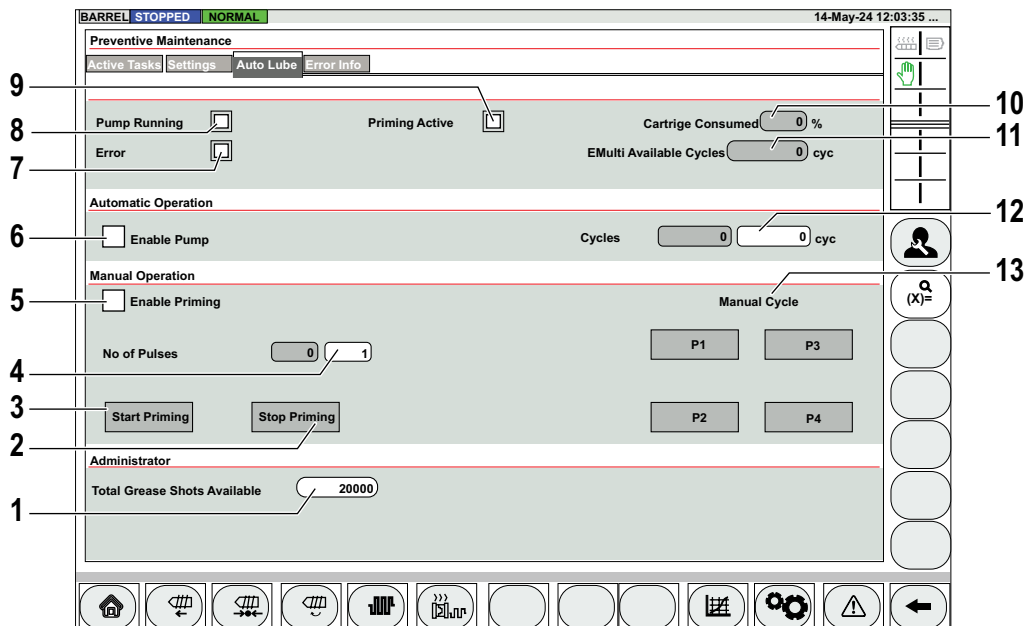 BARREL STOPPED NORMAL 14-May-24 12:03:35 ...
Preventive Maintenance
Active Tasks Settings Auto Lube Error Info
9
10
Pump Running Priming Active Cartrige Consumed 0 %
8
11
Error EMulti Available Cycles 0 cyc
7
Automatic Operation
12
6 Enable Pump Cycles 0 0 cyc
Manual Operation
13
5 Enable Priming Manual Cycle
(X)=
P1 P3
No of Pulses 0 1
4
3 Start Priming Stop Priming P2 P4
2
Administrator
Total Grease Shots Available 20000
1